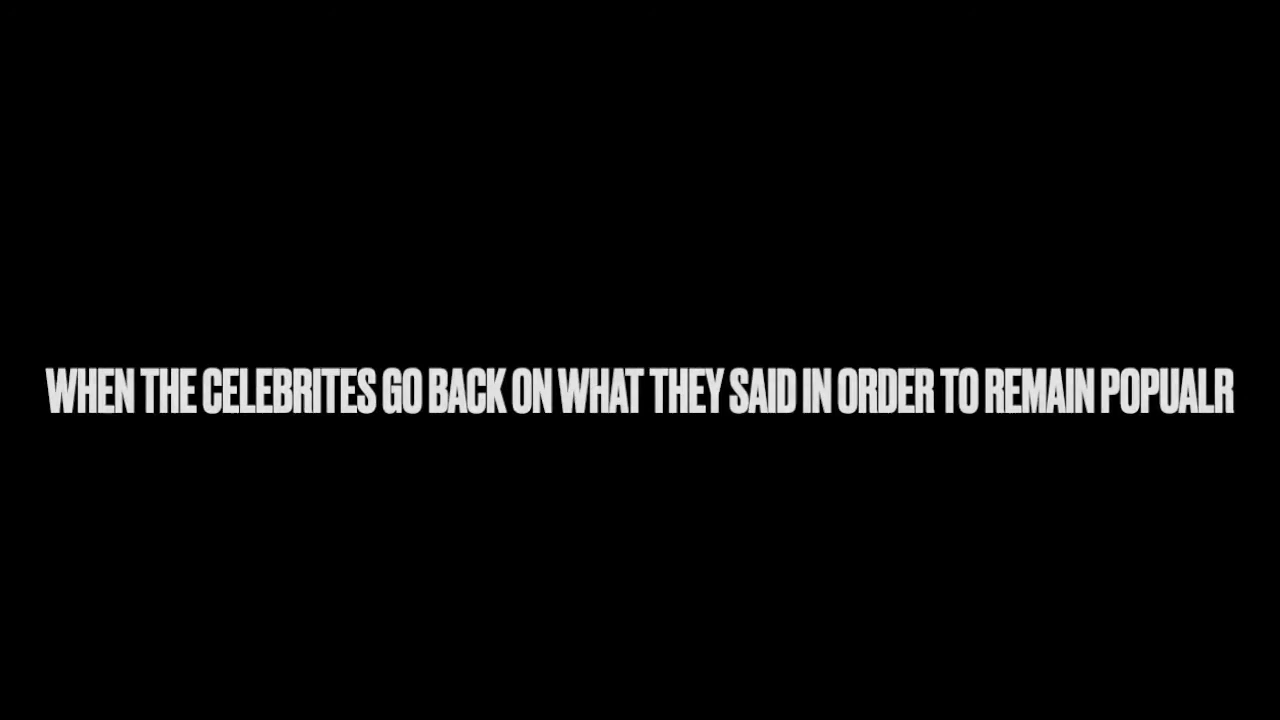 WHEN THE CELEBRITES GO BACK ON WHAT THEY SAID IN ORDER TO REMAIN POPUALR